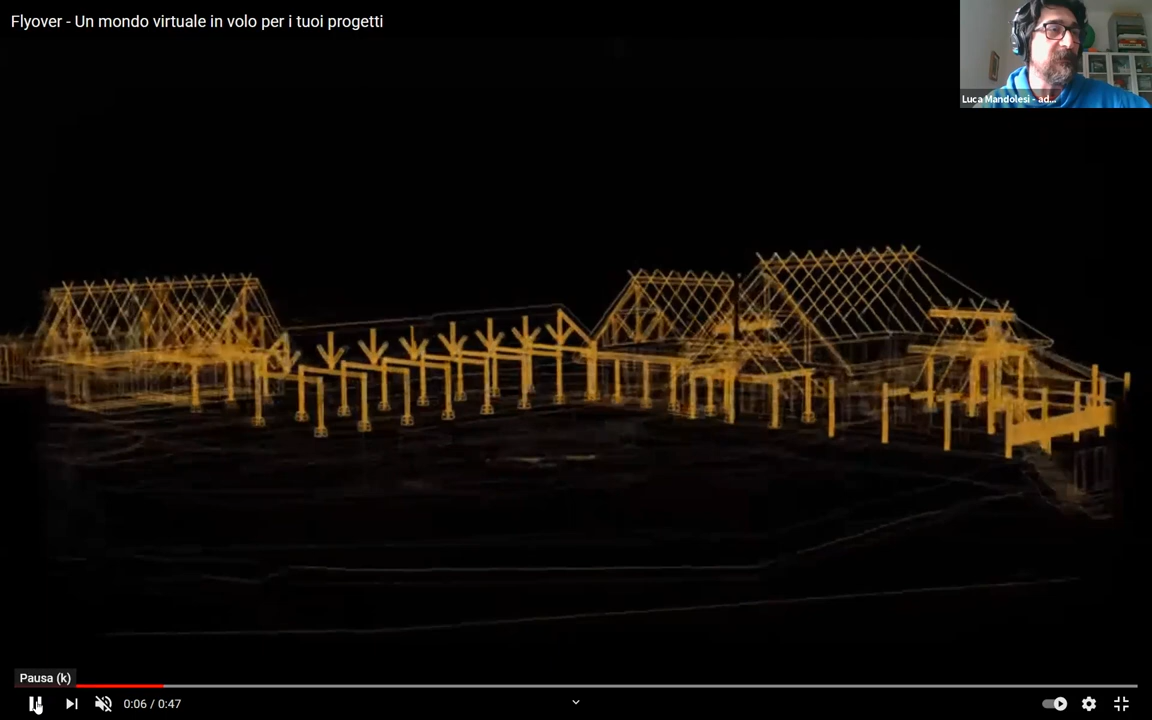 Flyover - Un mondo virtuale in volo per i tuoi progetti
Luca Mandolesi - ad...
Pausa (k)
0:06 / 0:47